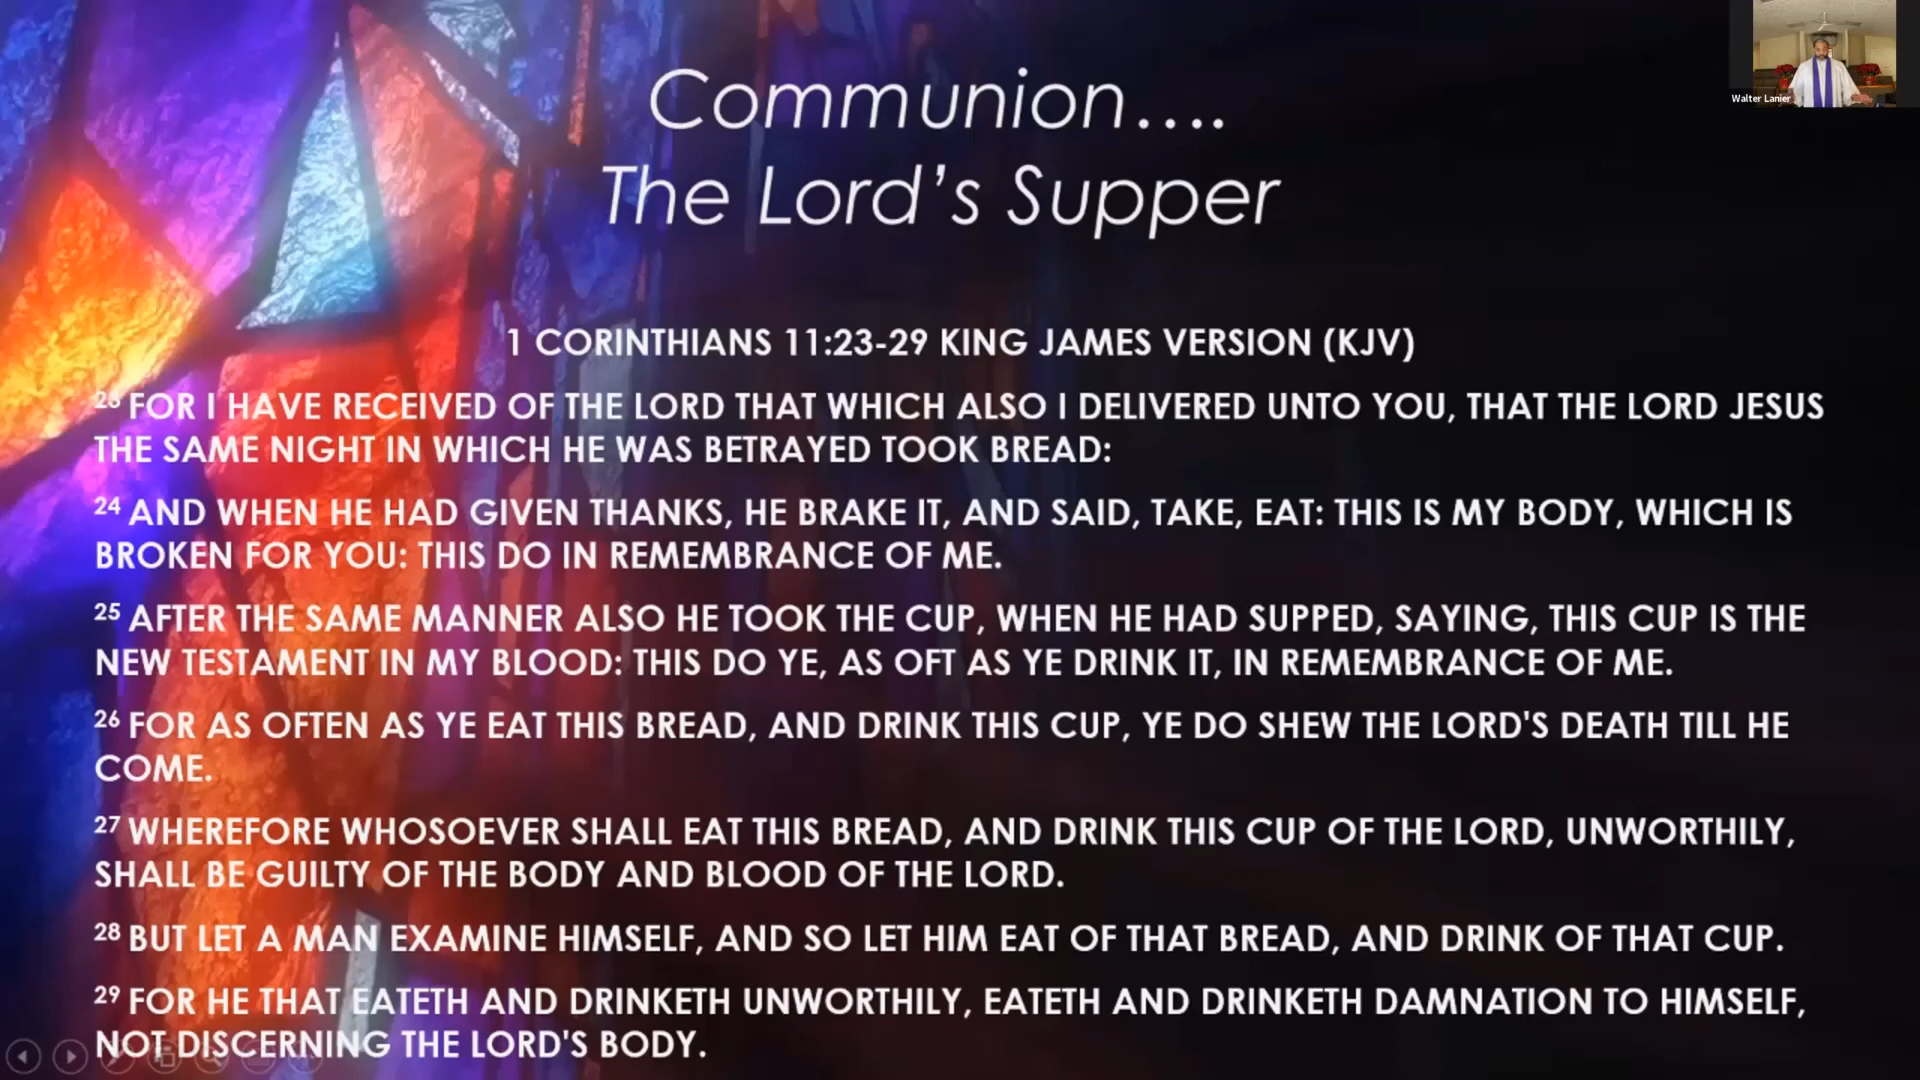 Communion....
The Lord's Supper
Walter Lanier
1 CORINTHIANS 11:23-29 KING JAMES VERSION (KJV)
23 FOR I HAVE RECEIVED OF THE LORD THAT WHICH ALSO I DELIVERED UNTO YOU, THAT THE LORD JESUS
THE SAME NIGHT IN WHICH HE WAS BETRAYED TOOK BREAD:
24 AND WHEN HE HAD GIVEN THANKS, HE BRAKE IT, AND SAID, TAKE, EAT: THIS IS MY BODY, WHICH IS
BROKEN FOR YOU: THIS DO IN REMEMBRANCE OF ME.
25 AFTER THE SAME MANNER ALSO HE TOOK THE CUP, WHEN HE HAD SUPPED, SAYING, THIS CUP IS THE
NEW TESTAMENT IN MY BLOOD: THIS DO YE, AS OFT AS YE DRINK IT, IN REMEMBRANCE OF ME.
26 FOR AS OFTEN AS YE EAT THIS BREAD, AND DRINK THIS CUP, YE DO SHEW THE LORD'S DEATH TILL HE
COME.
27 WHEREFORE WHOSOEVER SHALL EAT THIS BREAD, AND DRINK THIS CUP OF THE LORD, UNWORTHILY,
SHALL BE GUILTY OF THE BODY AND BLOOD OF THE LORD.
28 BUT LET A MAN EXAMINE HIMSELF, AND SO LET HIM EAT OF THAT BREAD, AND DRINK OF THAT CUP.
29 FOR HE THAT EATETH AND DRINKETH UNWORTHILY, EATETH AND DRINKETH DAMNATION TO HIMSELF,
NOT DISCERNING THE LORD'S BODY.